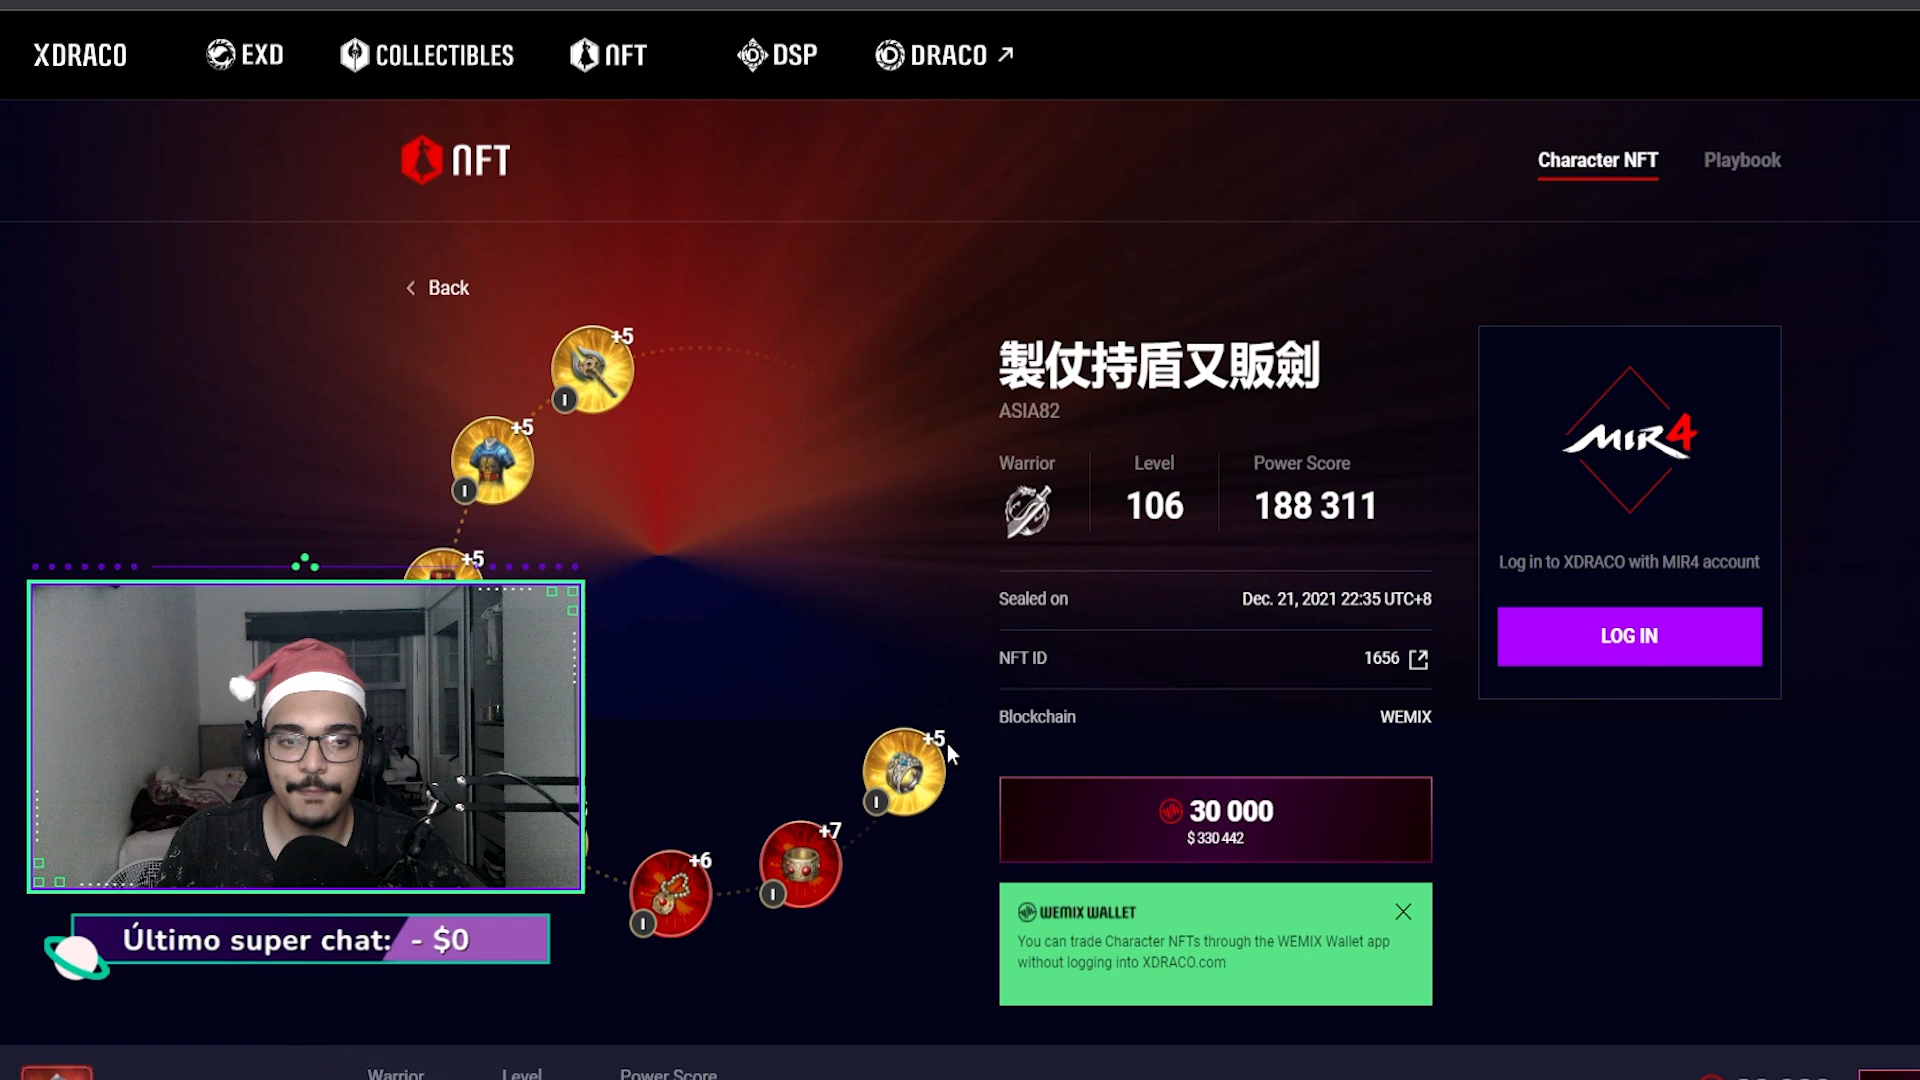 XDRACO
EXD
COLLECTIBLES
NFT
DSP
DRACO
NFT
Character NFT
Playbook
Back
+5
I
+5
I
+5
製仗持盾又販劍
ASIA82
Warrior
Level
106
Power Score
188 311
Sealed on
Dec. 21, 2021 22:35 UTC+8
NFT ID
1656
Blockchain
WEMIX
MIR4
Log in to XDRACO with MIR4 account
LOG IN
+5
I
+7
I
+6
I
30 000
$ 330 442
WEMIX WALLET
You can trade Character NFTs through the WEMIX Wallet app
without logging into XDRACO.com
Último super chat: - $0
Warrior
Level
Power Score